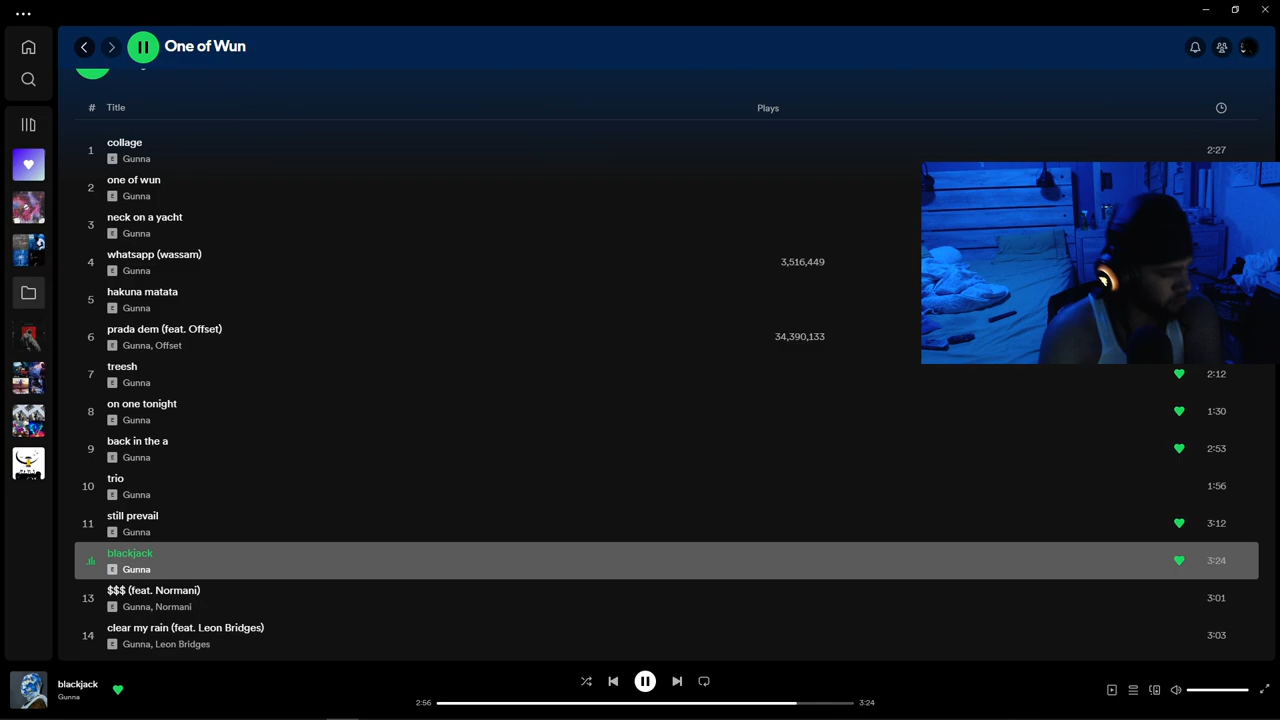 One of Wun
# Title Plays
collage
1 2:27
E Gunna
one of wun
2
E Gunna
neck on a yacht
3
E Gunna
whatsapp (wassam)
4 3,516,449
E Gunna
hakuna matata
5
E Gunna
prada dem (feat. Offset)
6 34,390,133
E Gunna, Offset
treesh
7 2:12
E Gunna
on one tonight
8 1:30
E Gunna
back in the a
9 2:53
E Gunna
trio
10 1:56
E Gunna
still prevail
11 3:12
E Gunna
blackjack
3:24
E Gunna
$$$ (feat. Normani)
13 3:01
E Gunna, Normani
clear my rain (feat. Leon Bridges)
14 3:03
E Gunna, Leon Bridges
blackjack
Gunna
2:56 3:24